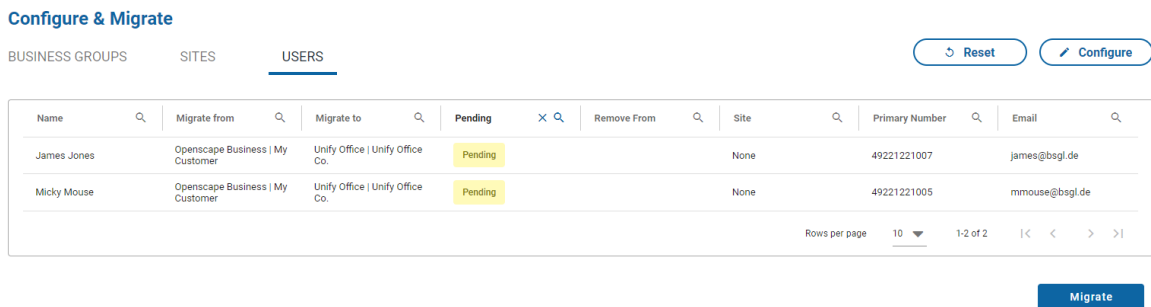 Configure & Migrate
BUSINESS GROUPS SITES USERS Reset Configure
Name Migrate from Migrate to Pending Remove From Site Primary Number Email
James Jones Openscape Business | My Customer Unify Office | Unify Office Co. Pending None 49221221007 james@bsgl.de
Micky Mouse Openscape Business | My Customer Unify Office | Unify Office Co. Pending None 49221221005 mmouse@bsgl.de
Rows per page 10 1-2 of 2
Migrate